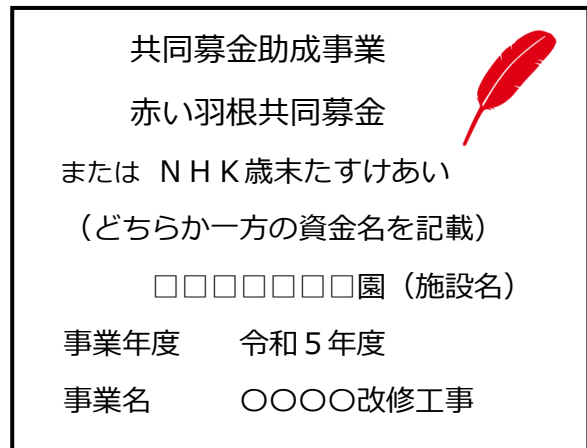 共同募金助成事業
赤い羽根共同募金
または　ＮＨＫ歳末たすけあい
（どちらか一方の資金名を記載）
□□□□□□□園（施設名）
事業年度　　令和５年度
事業名　　　〇〇〇〇改修工事